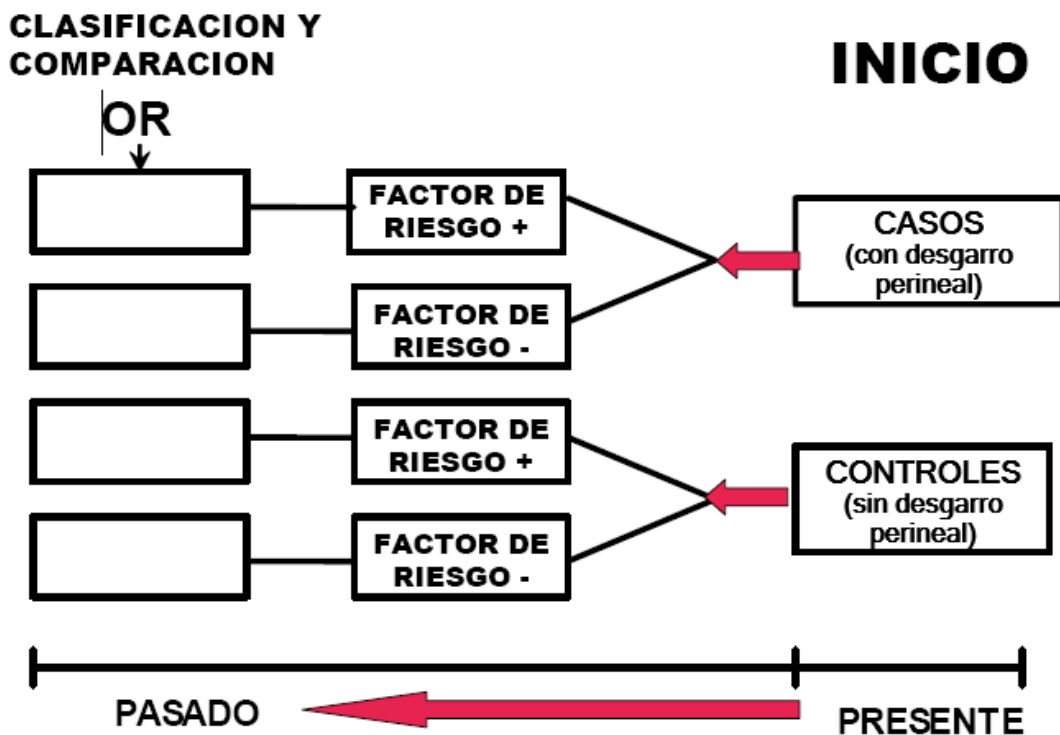 CLASIFICACION Y
COMPARACION
INICIO
OR
FACTOR DE
RIESGO +
CASOS
(con desgarro
perineal)
FACTOR DE
RIESGO -
FACTOR DE
RIESGO +
CONTROLES
(sin desgarro
perineal)
FACTOR DE
RIESGO -
PASADO
PRESENTE